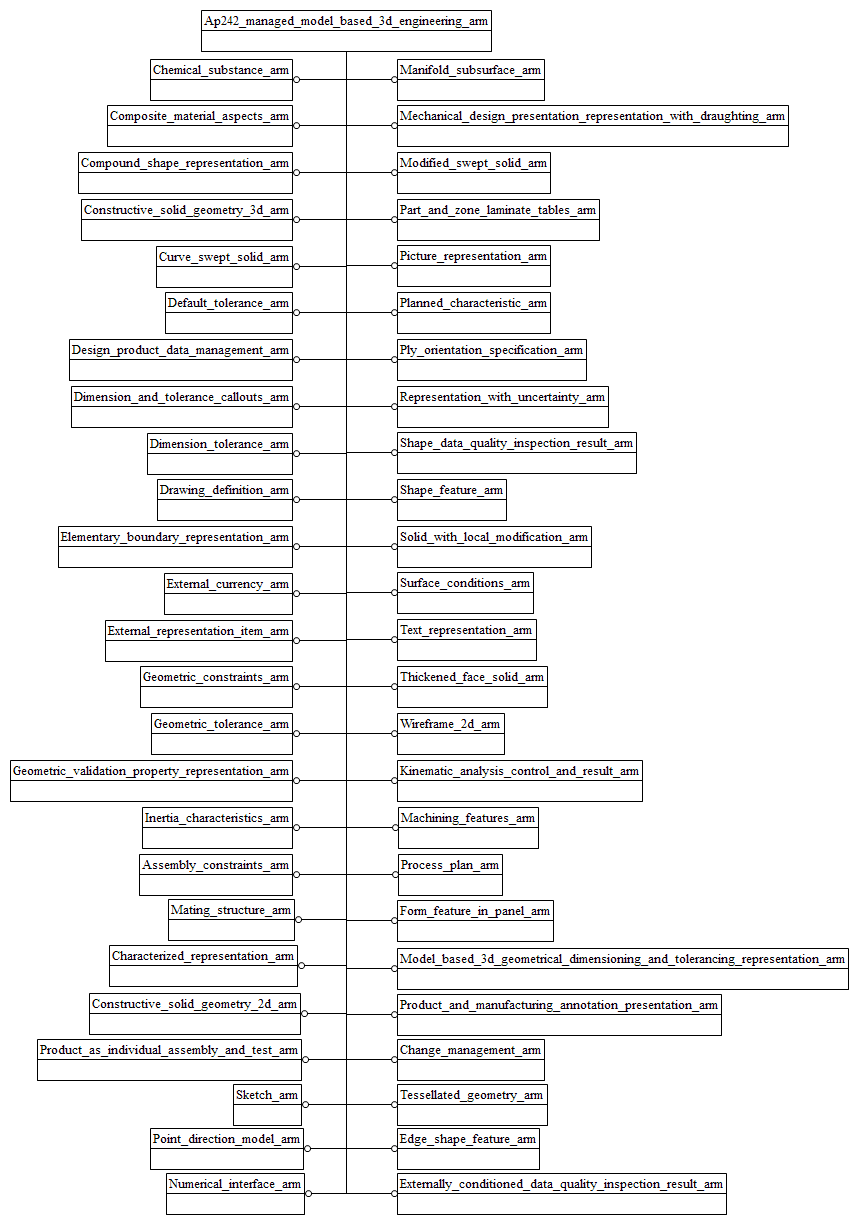 Ap242_managed_model_based_3d_engineering_arm
Chemical_substance_arm
Manifold_subsurface_arm
Composite_material_aspects_arm
Mechanical_design_presentation_representation_with_draughting_arm
Compound_shape_representation_arm
Modified_swept_solid_arm
Constructive_solid_geometry_3d_arm
Part_and_zone_laminate_tables_arm
Curve_swept_solid_arm
Picture_representation_arm
Default_tolerance_arm
Planned_characteristic_arm
Design_product_data_management_arm
Ply_orientation_specification_arm
Dimension_and_tolerance_callouts_arm
Representation_with_uncertainty_arm
Dimension_tolerance_arm
Shape_data_quality_inspection_result_arm
Drawing_definition_arm
Shape_feature_arm
Elementary_boundary_representation_arm
Solid_with_local_modification_arm
External_currency_arm
Surface_conditions_arm
External_representation_item_arm
Text_representation_arm
Geometric_constraints_arm
Thickened_face_solid_arm
Geometric_tolerance_arm
Wireframe_2d_arm
Geometric_validation_property_representation_arm
Kinematic_analysis_control_and_result_arm
Inertia_characteristics_arm
Machining_features_arm
Assembly_constraints_arm
Process_plan_arm
Mating_structure_arm
Form_feature_in_panel_arm
Characterized_representation_arm
Model_based_3d_geometrical_dimensioning_and_tolerancing_representation_arm
Constructive_solid_geometry_2d_arm
Product_and_manufacturing_annotation_presentation_arm
Product_as_individual_assembly_and_test_arm
Change_management_arm
Sketch_arm
Tessellated_geometry_arm
Point_direction_model_arm
Edge_shape_feature_arm
Numerical_interface_arm
Externally_conditioned_data_quality_inspection_result_arm